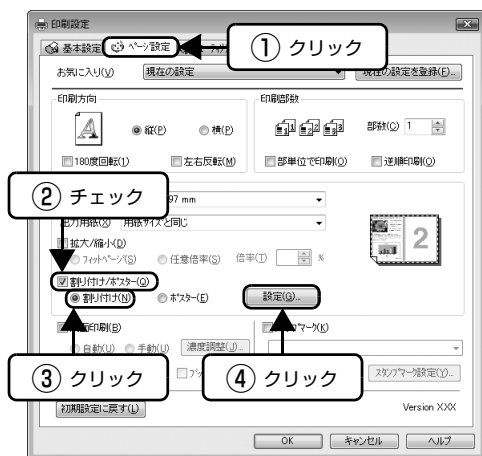 印刷設定
基本設定 ページ設定
① クリック
お気に入り(V) 現在の設定 現在の設定を登録(F)...
印刷方向 印刷部数
A 縦(P) 横(P) 部数(C) 1
180度回転(1) 左右反転(M) 部単位で印刷(O) 逆順印刷(O)
② チェック
97 mm
出力用紙(X) 用紙サイズと同じ
拡大/縮小(D)
フィットページ(S) 任意倍率(S) 倍率(T) %
2
割り付け/ポスター(Q)
割り付け(N) ポスター(E) 設定(G)...
面印刷(B) プマーク(K)
自動(U) 手動(U) 濃度調整(J)...
③ クリック
④ クリック
スタンプマーク設定(Y)...
初期設定に戻す(L) Version XXX
OK キャンセル ヘルプ